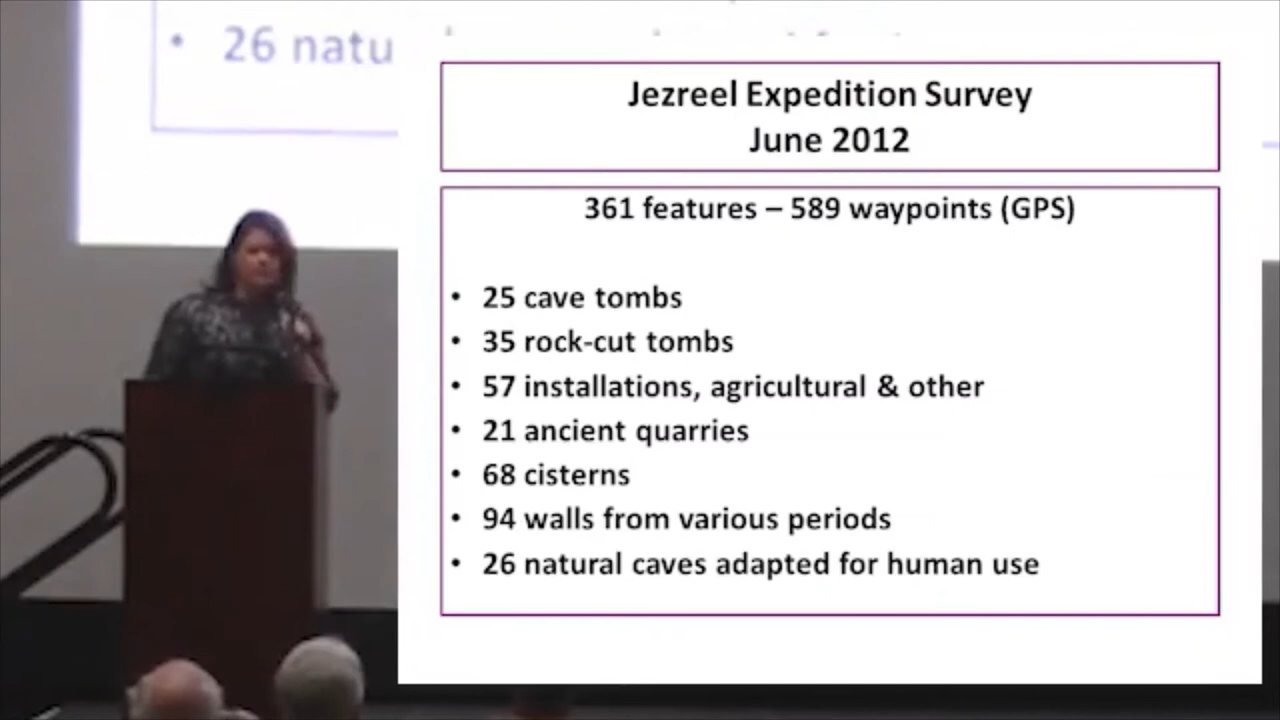 • 26 natu
Jezreel Expedition Survey
June 2012
361 features – 589 waypoints (GPS)
• 25 cave tombs
• 35 rock-cut tombs
• 57 installations, agricultural & other
• 21 ancient quarries
• 68 cisterns
• 94 walls from various periods
• 26 natural caves adapted for human use